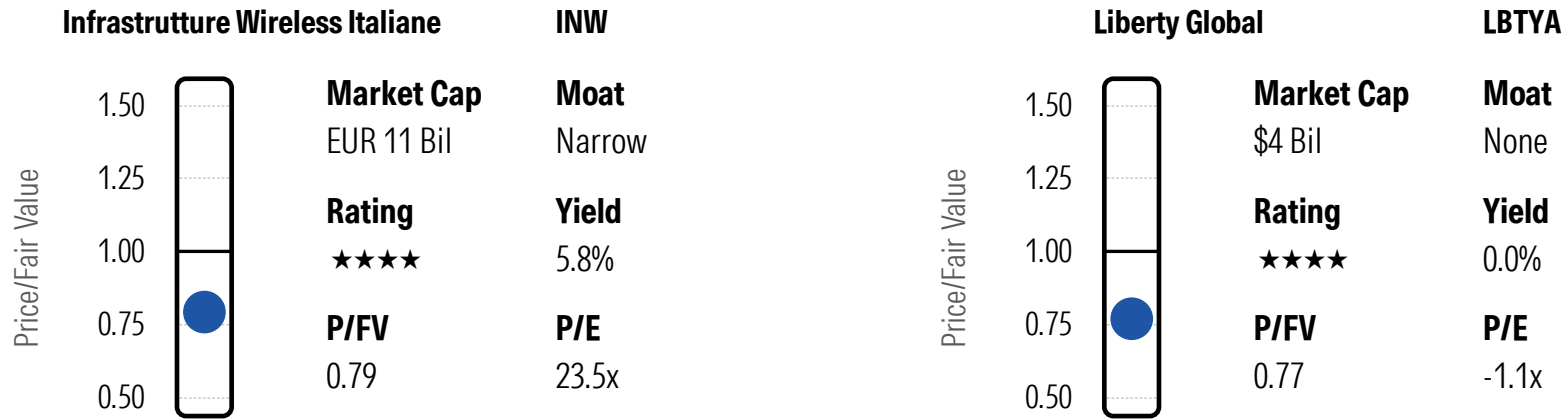 Infrastrutture Wireless Italiane INW
Price/Fair Value
1.50
1.25
1.00
0.75
0.50
Market Cap Moat
EUR 11 Bil Narrow
Rating Yield
★★★★ 5.8%
P/FV P/E
0.79 23.5x
Liberty Global LBTYA
Price/Fair Value
1.50
1.25
1.00
0.75
0.50
Market Cap Moat
$4 Bil None
Rating Yield
★★★★ 0.0%
P/FV P/E
0.77 -1.1x